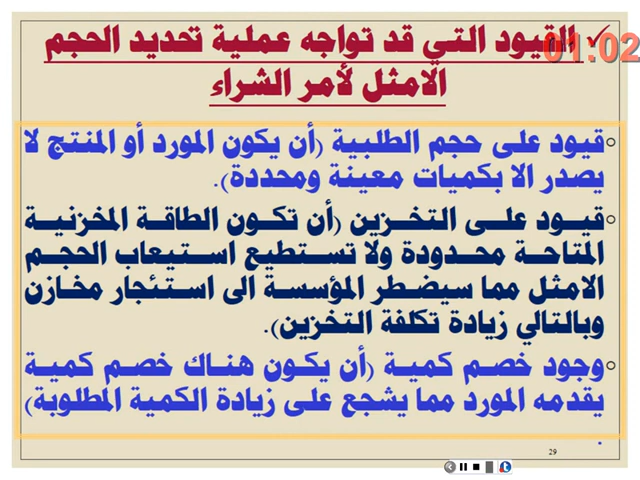 ✓ القيود التي قد تواجه عملية تحديد الحجم
01:02
الامثل لأمر الشراء
○ قيود على حجم الطلبية (أن يكون المورد أو المنتج لا
يصدر الا بكميات معينة ومحددة).
○ قيود على التخزين (أن تكون الطاقة المخزنية
المتاحة محدودة ولا تستطيع استيعاب الحجم
الامثل مما سيضطر المؤسسة الى استئجار مخازن
وبالتالي زيادة تكلفة التخزين).
○ وجود خصم كمية (أن يكون هناك خصم كمية
يقدمه المورد مما يشجع على زيادة الكمية المطلوبة)
.
29